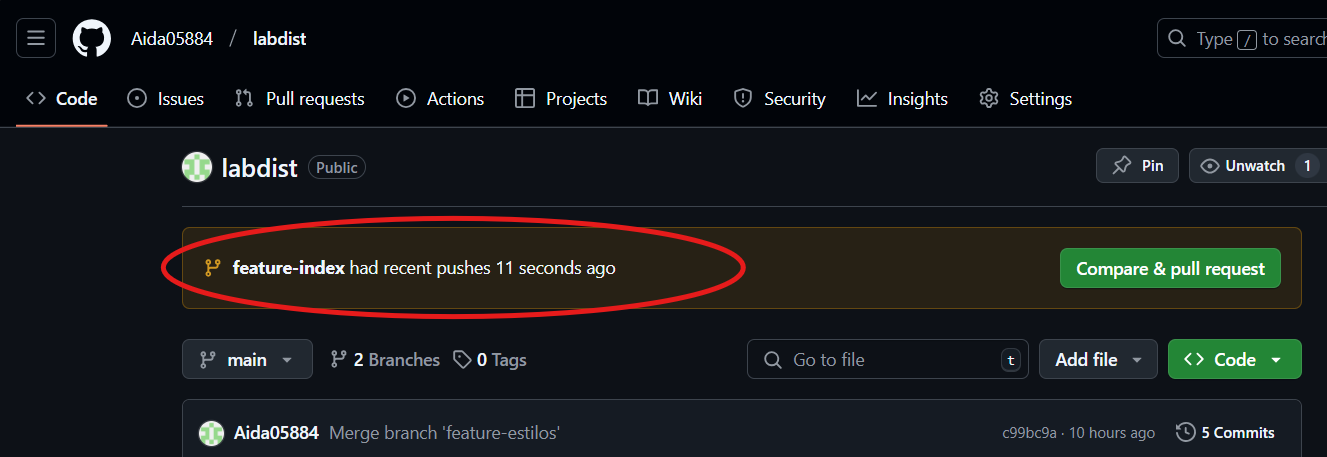 Aida05884 / labdist
Type / to search
Code Issues Pull requests Actions Projects Wiki Security Insights Settings
labdist Public
Pin Unwatch 1
feature-index had recent pushes 11 seconds ago
Compare & pull request
main 2 Branches 0 Tags Go to file t Add file Code
Aida05884 Merge branch 'feature-estilos' c99bc9a · 10 hours ago 5 Commits